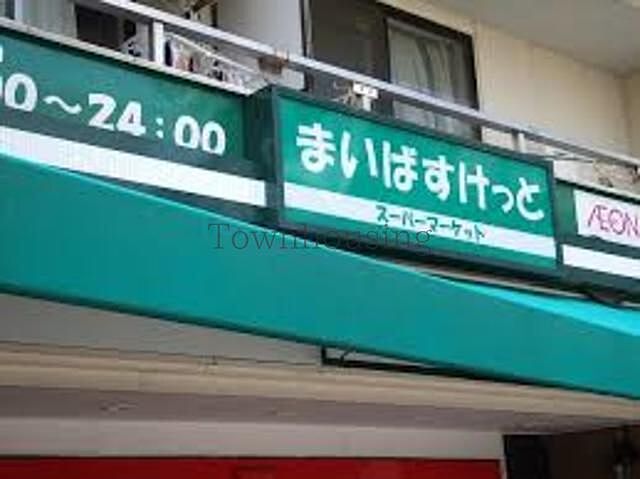 00～24：00
まいばすけっと
スーパーマーケット
ÆON
Townhousing